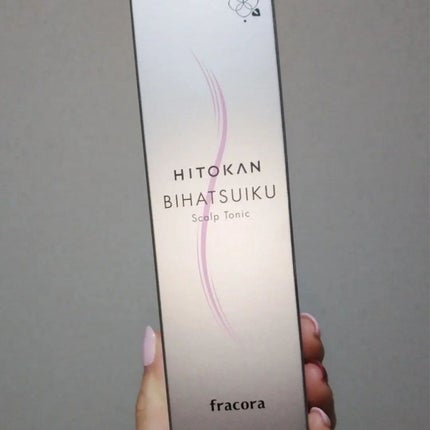 HITOKAN
BIHATSUIKU
Scalp Tonic
fracora